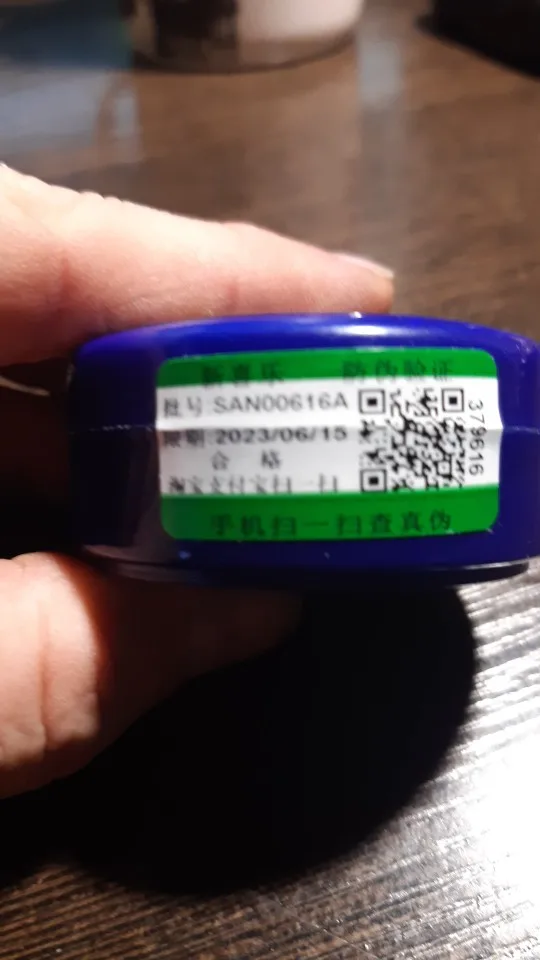 新喜乐 防伪验证
批号:SAN00616A
限期:2023/06/15
合格
淘宝支付宝扫一扫
379616
手机扫一扫查真伪